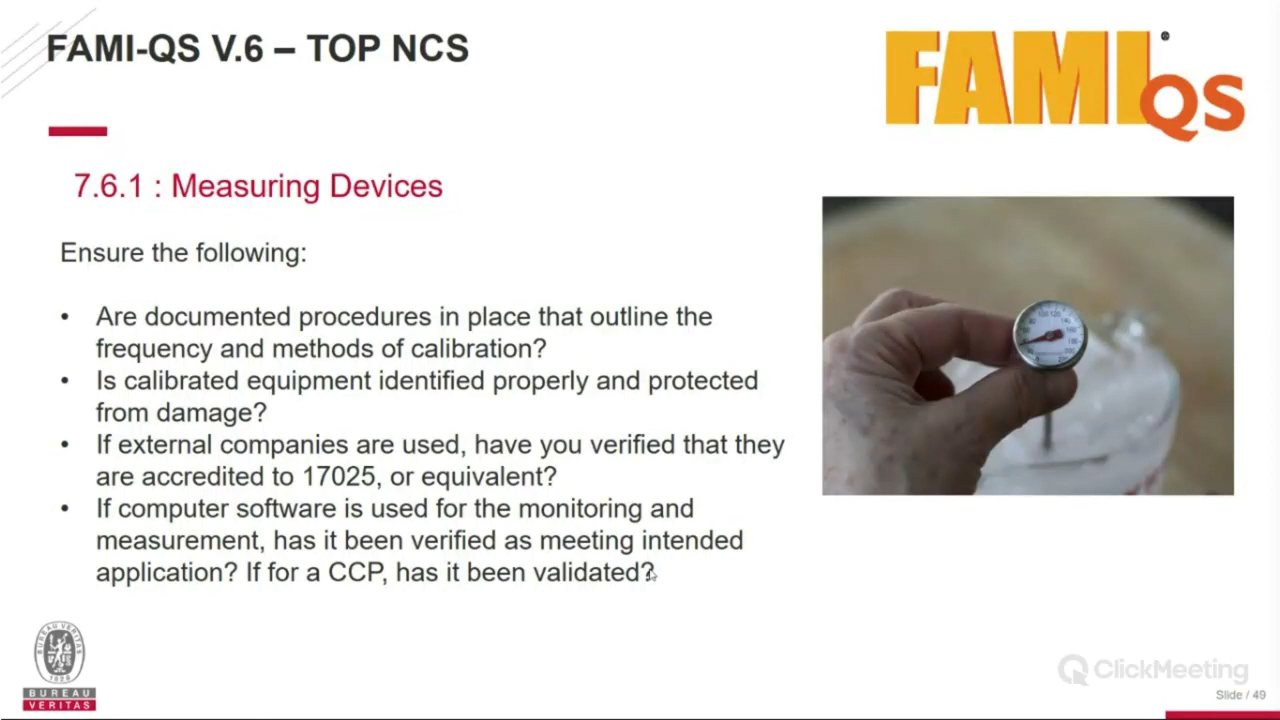 FAMI-QS V.6 – TOP NCS
FAMI QS
7.6.1 : Measuring Devices
Ensure the following:
• Are documented procedures in place that outline the
frequency and methods of calibration?
• Is calibrated equipment identified properly and protected
from damage?
• If external companies are used, have you verified that they
are accredited to 17025, or equivalent?
• If computer software is used for the monitoring and
measurement, has it been verified as meeting intended
application? If for a CCP, has it been validated?
BUREAU VERITAS
1828
BUREAU
VERITAS
ClickMeeting
Slide / 49